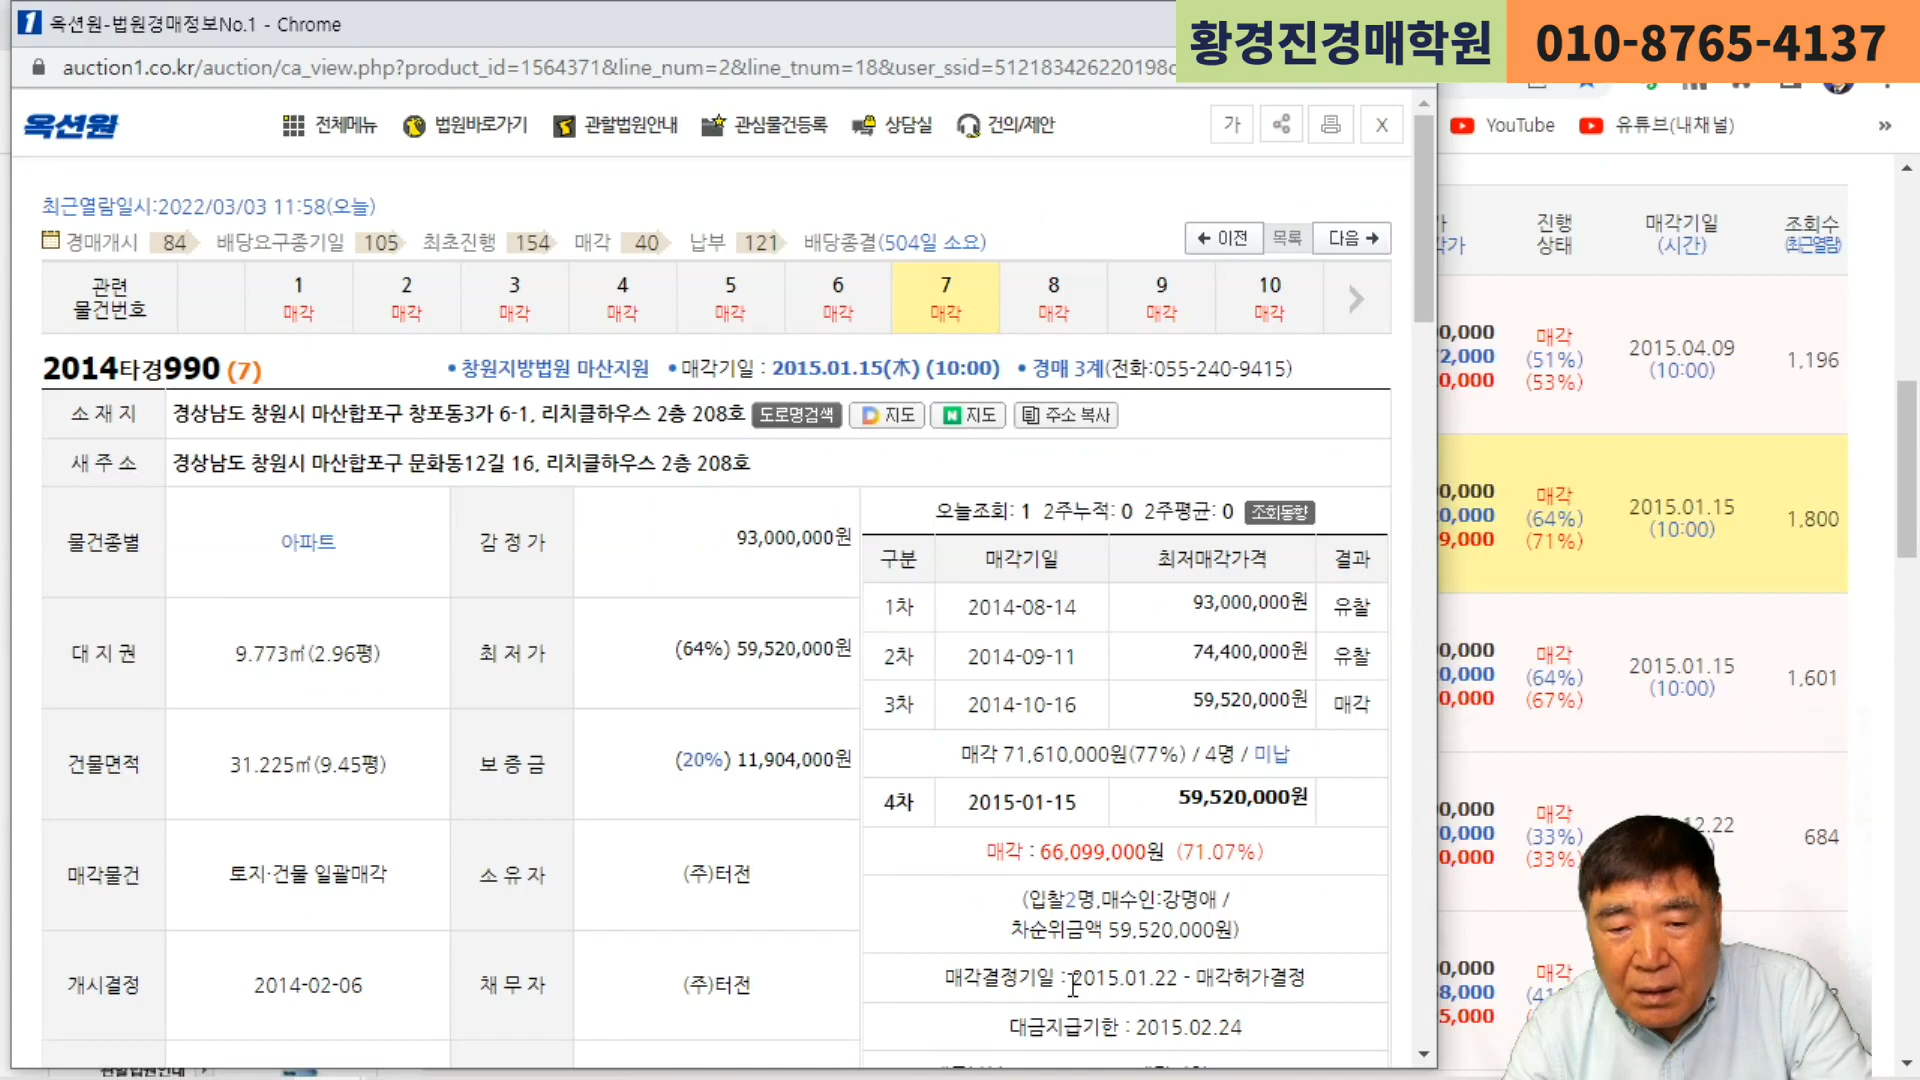 옥션원-법원경매정보No.1 - Chrome
황경진경매학원 010-8765-4137
auction1.co.kr/auction/ca_view.php?product_id=1564371&line_num=2&line_tnum=18&user_ssid=512183426220198
옥션원 전체메뉴 법원바로가기 관할법원안내 관심물건등록 상담실 건의/제안 가 X
YouTube 유튜브(내채널) »
최근열람일시:2022/03/03 11:58(오늘)
경매개시 84 배당요구종기일 105 최초진행 154 매각 40 납부 121 배당종결(504일 소요) ← 이전 목록 다음 →
관련 물건번호
1 2 3 4 5 6 7 8 9 10
매각 매각 매각 매각 매각 매각 매각 매각 매각 매각
2014타경990 (7) • 창원지방법원 마산지원 • 매각기일 : 2015.01.15(木) (10:00) • 경매 3계(전화:055-240-9415)
소 재 지 경상남도 창원시 마산합포구 창포동3가 6-1, 리치클하우스 2층 208호 도로명검색 D 지도 N 지도 주소 복사
새 주 소 경상남도 창원시 마산합포구 문화동12길 16, 리치클하우스 2층 208호
물건종별 아파트 감 정 가 93,000,000원
대 지 권 9.773㎡(2.96평) 최 저 가 (64%) 59,520,000원
건물면적 31.225㎡(9.45평) 보 증 금 (20%) 11,904,000원
매각물건 토지·건물 일괄매각 소 유 자 (주)터전
개시결정 2014-02-06 채 무 자 (주)터전
오늘조회: 1 2주누적: 0 2주평균: 0 조회동향
구분 매각기일 최저매각가격 결과
1차 2014-08-14 93,000,000원 유찰
2차 2014-09-11 74,400,000원 유찰
3차 2014-10-16 59,520,000원 매각
매각 71,610,000원(77%) / 4명 / 미납
4차 2015-01-15 59,520,000원
매각 : 66,099,000원 (71.07%)
(입찰2명,매수인:강명애 /
차순위금액 59,520,000원)
매각결정기일 : 2015.01.22 - 매각허가결정
대금지급기한 : 2015.02.24
진행 매각기일 조회수
상태 (시간) (최근열람)
0,000 매각
2,000 (51%) 2015.04.09 1,196
0,000 (53%) (10:00)
0,000 매각
0,000 (64%) 2015.01.15 1,800
9,000 (71%) (10:00)
0,000 매각
0,000 (64%) 2015.01.15 1,601
0,000 (67%) (10:00)
0,000 매각 2.22
0,000 (33%) 684
0,000 (33%)
0,000 매각
8,000
5,000